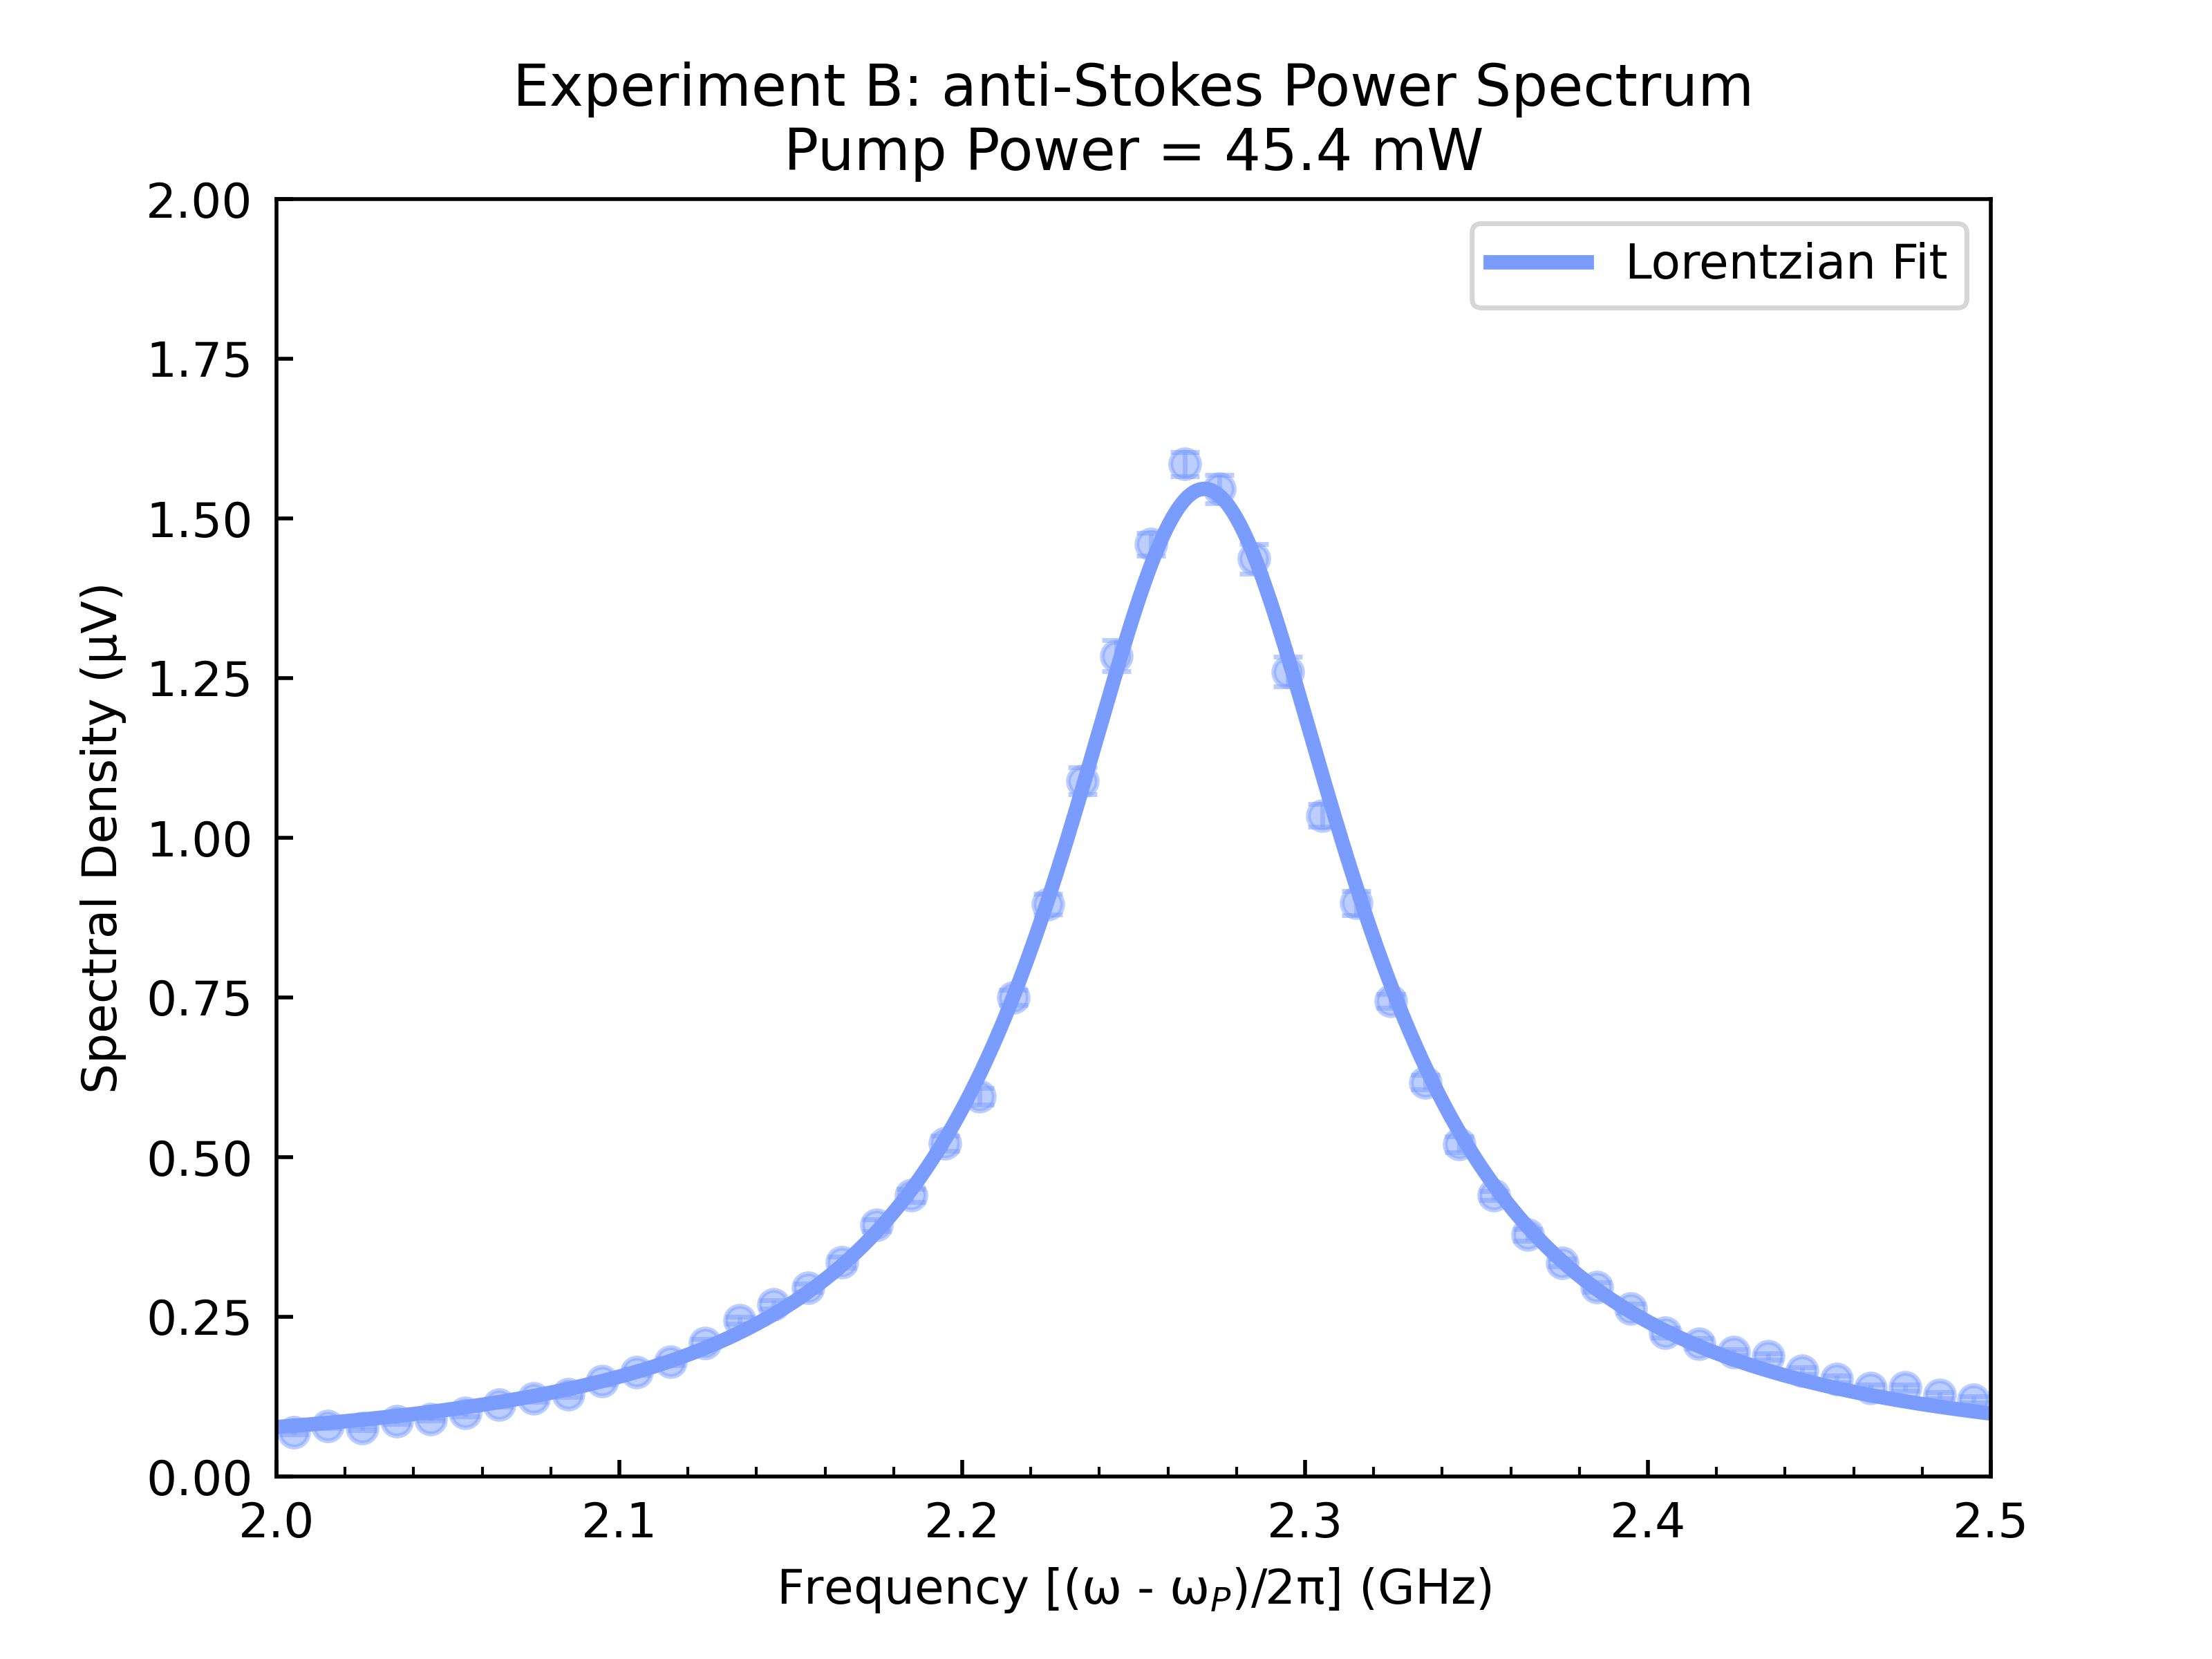 Experiment B: anti-Stokes Power Spectrum
Pump Power = 45.4 mW
Lorentzian Fit
2.00
1.75
1.50
1.25
1.00
0.75
0.50
0.25
0.00
Spectral Density (μV)
2.0 2.1 2.2 2.3 2.4 2.5
Frequency [(ω - ω_P)/2π] (GHz)